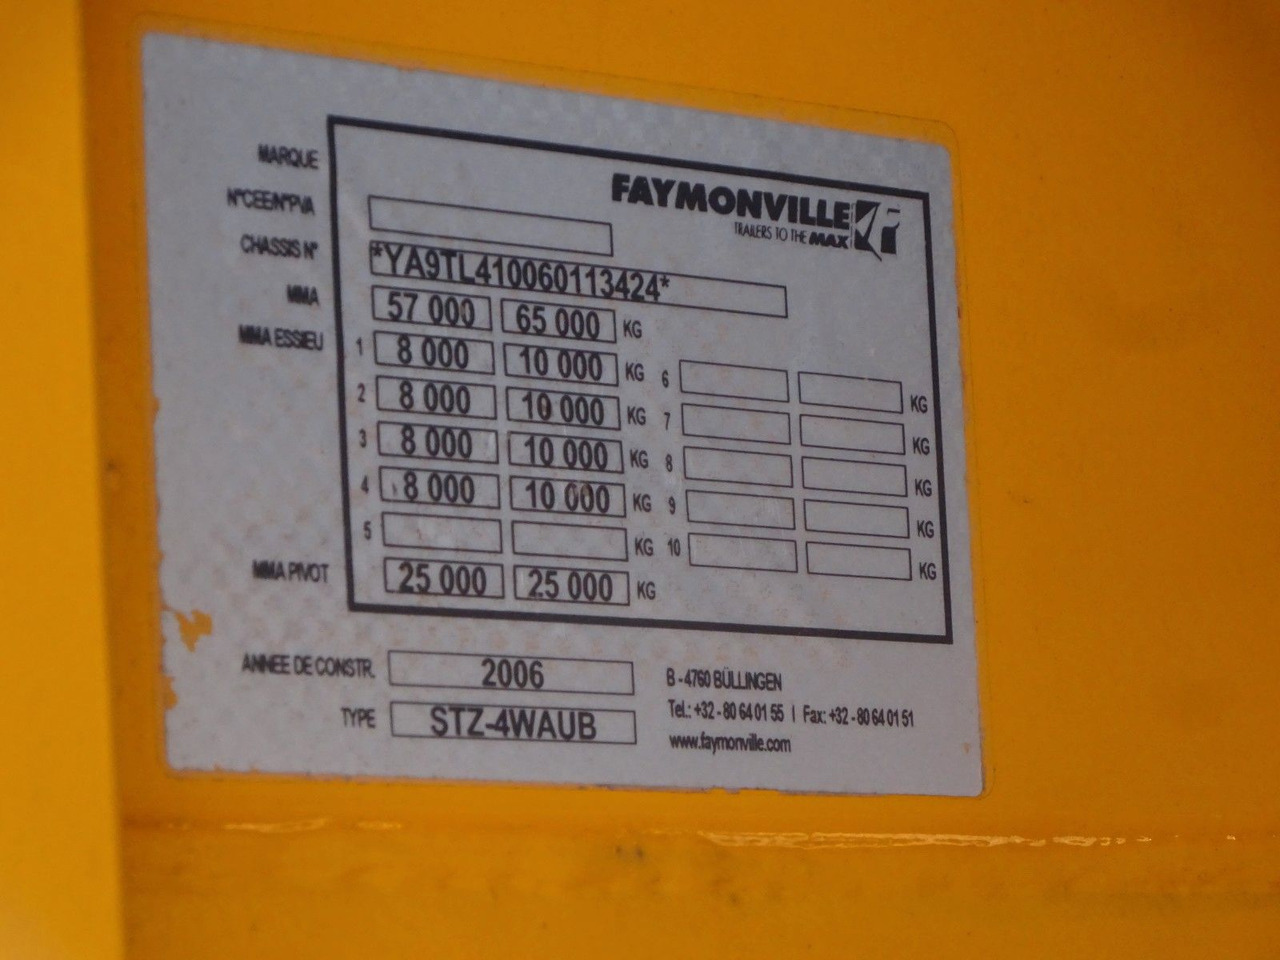 MARQUE FAYMONVILLE
TRAILERS TO THE MAX
N°CEE/N°PVA
CHASSIS N° *YA9TL410060113424*
MMA 57 000 65 000 KG
MMA ESSIEU 1 8 000 10 000 KG 6 KG
2 8 000 10 000 KG 7 KG
3 8 000 10 000 KG 8 KG
4 8 000 10 000 KG 9 KG
5 KG 10 KG
MMA PIVOT 25 000 25 000 KG
ANNEE DE CONSTR. 2006
TYPE STZ-4WAUB
B - 4760 BÜLLINGEN
Tel.: +32 - 80 64 01 55 | Fax: +32 - 80 64 01 51
www.faymonville.com